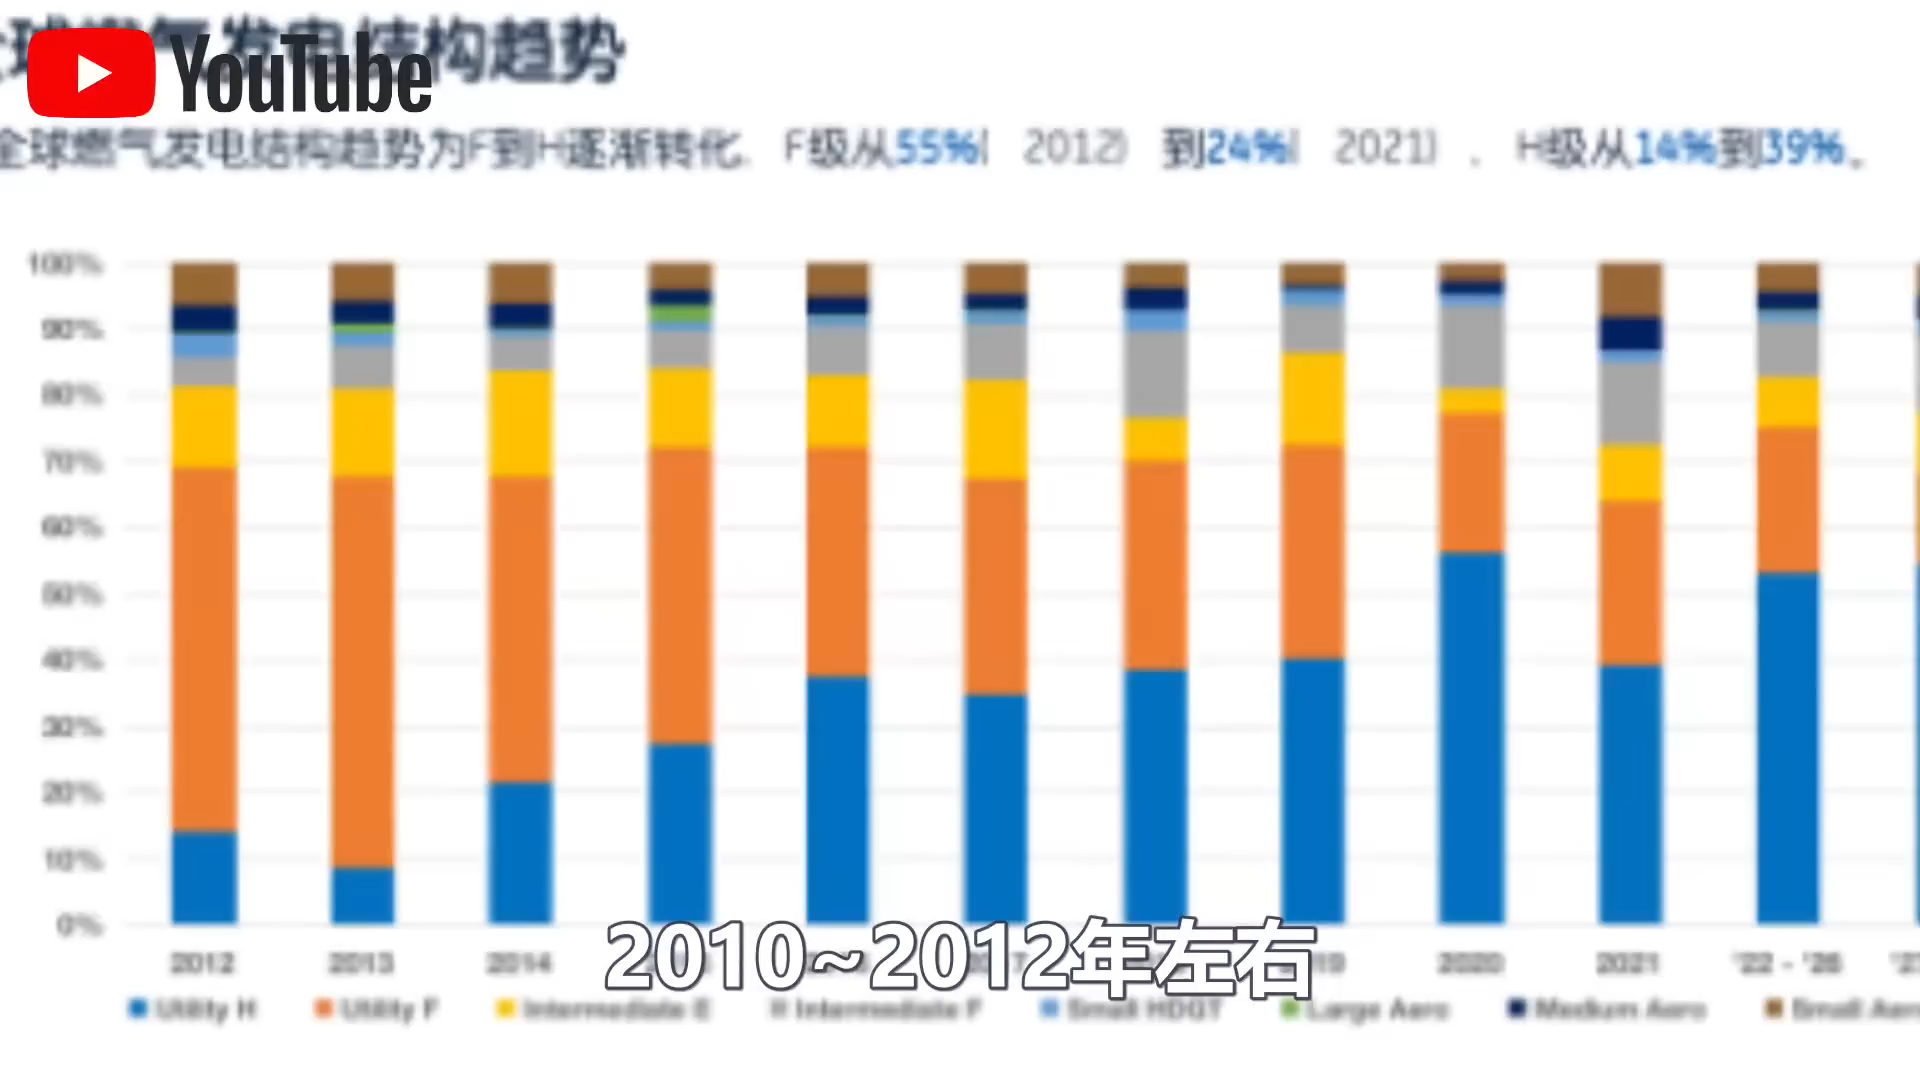 球燃气发电结构趋势
YouTube
全球燃气发电结构趋势为F到H逐渐转化、F级从55%( 2012) 到24%( 2021) 、H级从14%到39%。
100%
90%
80%
70%
60%
50%
40%
30%
20%
10%
0%
2012 2013 2014 2020 2021 '22 - '26
2010~2012年左右
Utility H Utility F Intermediate E Intermediate F Small HDGT Large Aero Medium Aero Small Aero